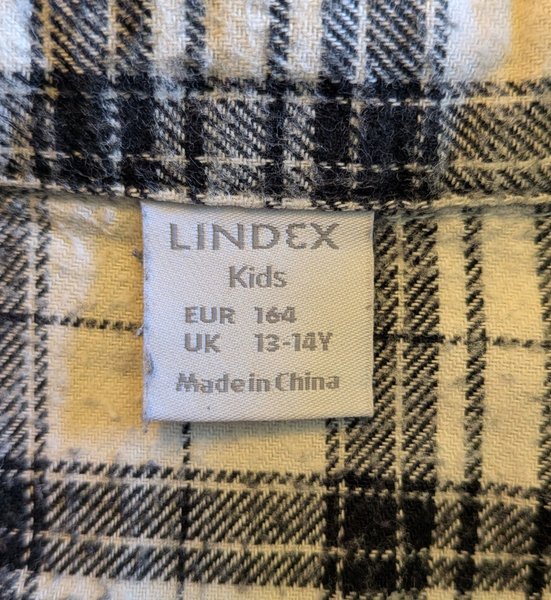 LINDEX
Kids
EUR 164
UK 13-14Y
Made in China